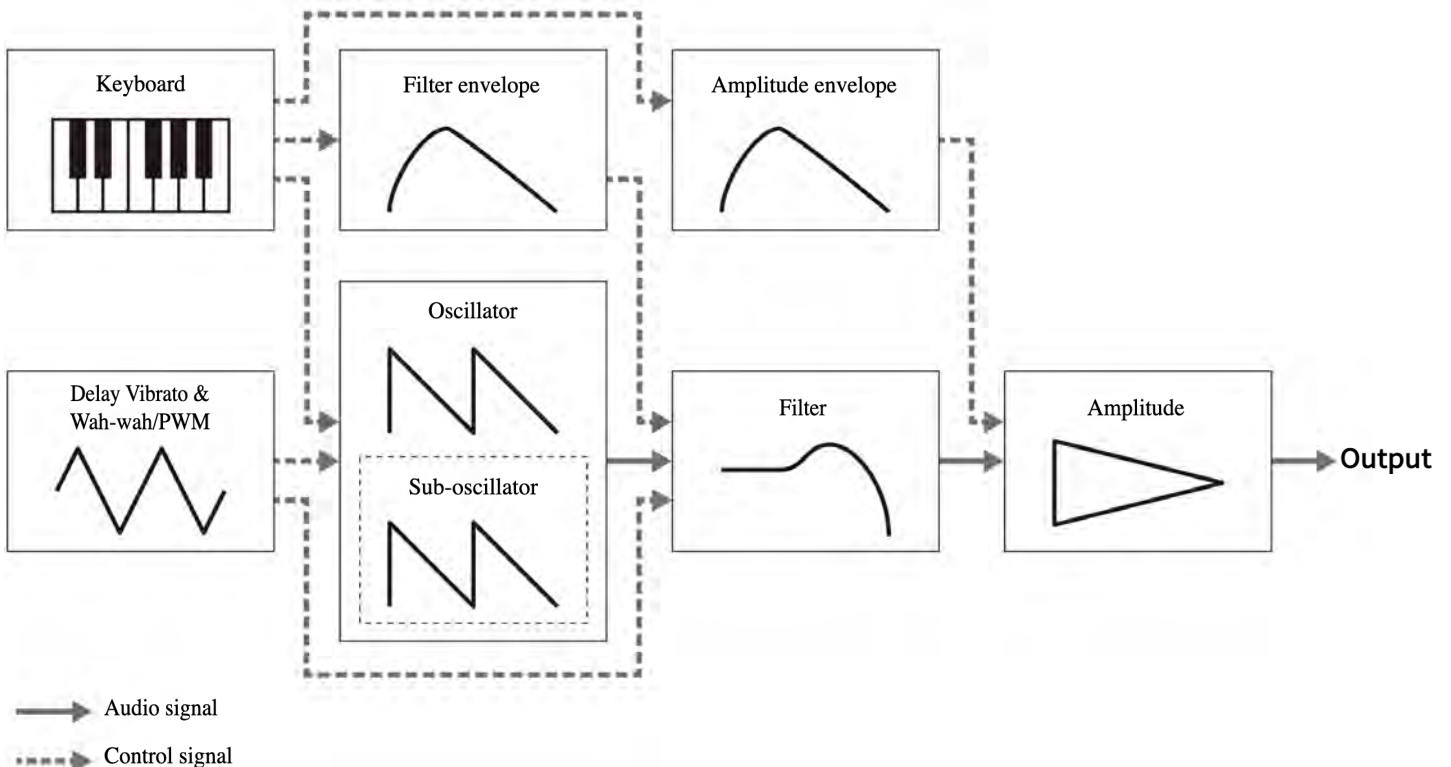 Keyboard
Filter envelope
Amplitude envelope
Oscillator
Delay Vibrato &
Wah-wah/PWM
Filter
Amplitude
Output
Sub-oscillator
Audio signal
Control signal